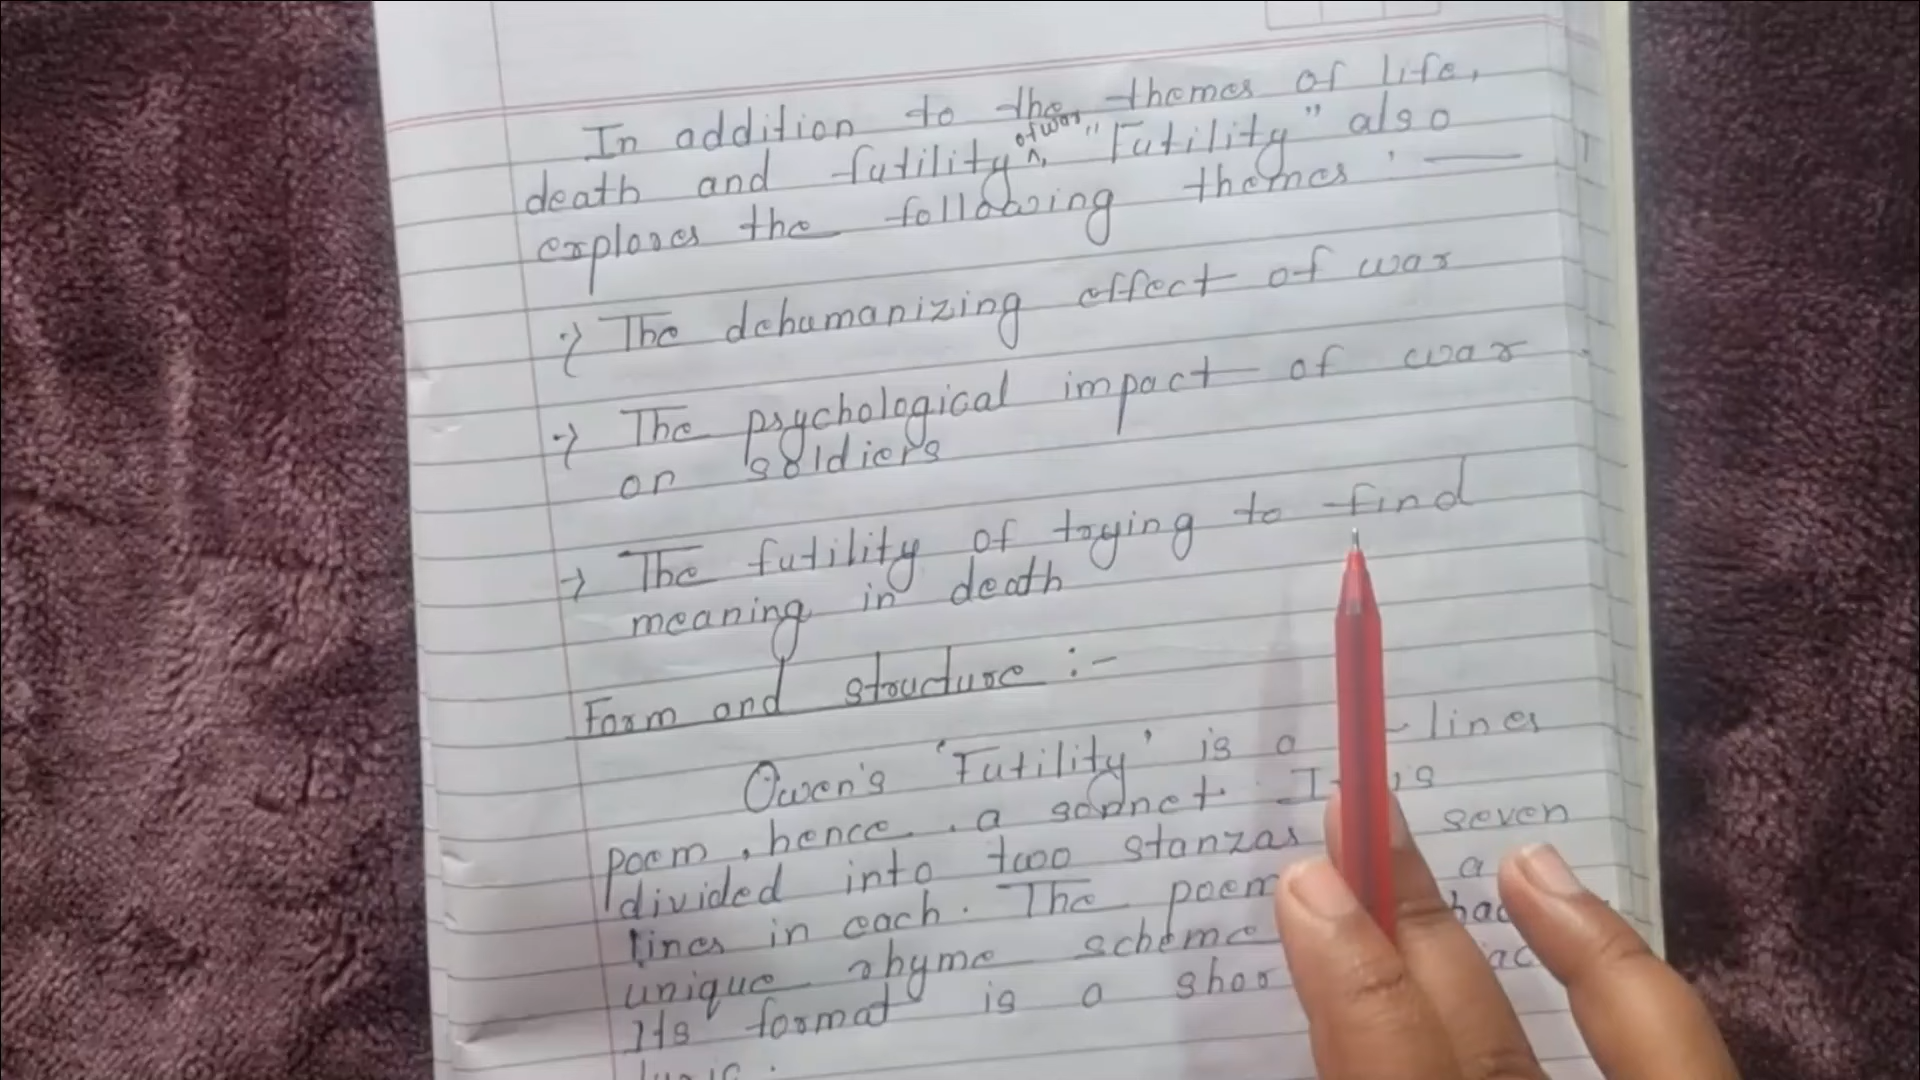 In addition to the themes of life,
death and futility of war, "Futility" also
explores the following themes : —
→ The dehumanizing effect of war
→ The psychological impact of war
on soldiers
→ The futility of trying to find
meaning in death
Form and structure :-
Owen's 'Futility' is a - lines
poem, hence, a sonnet. It is
divided into two stanzas seven
lines in each. The poem a
unique rhyme scheme
Its format is a